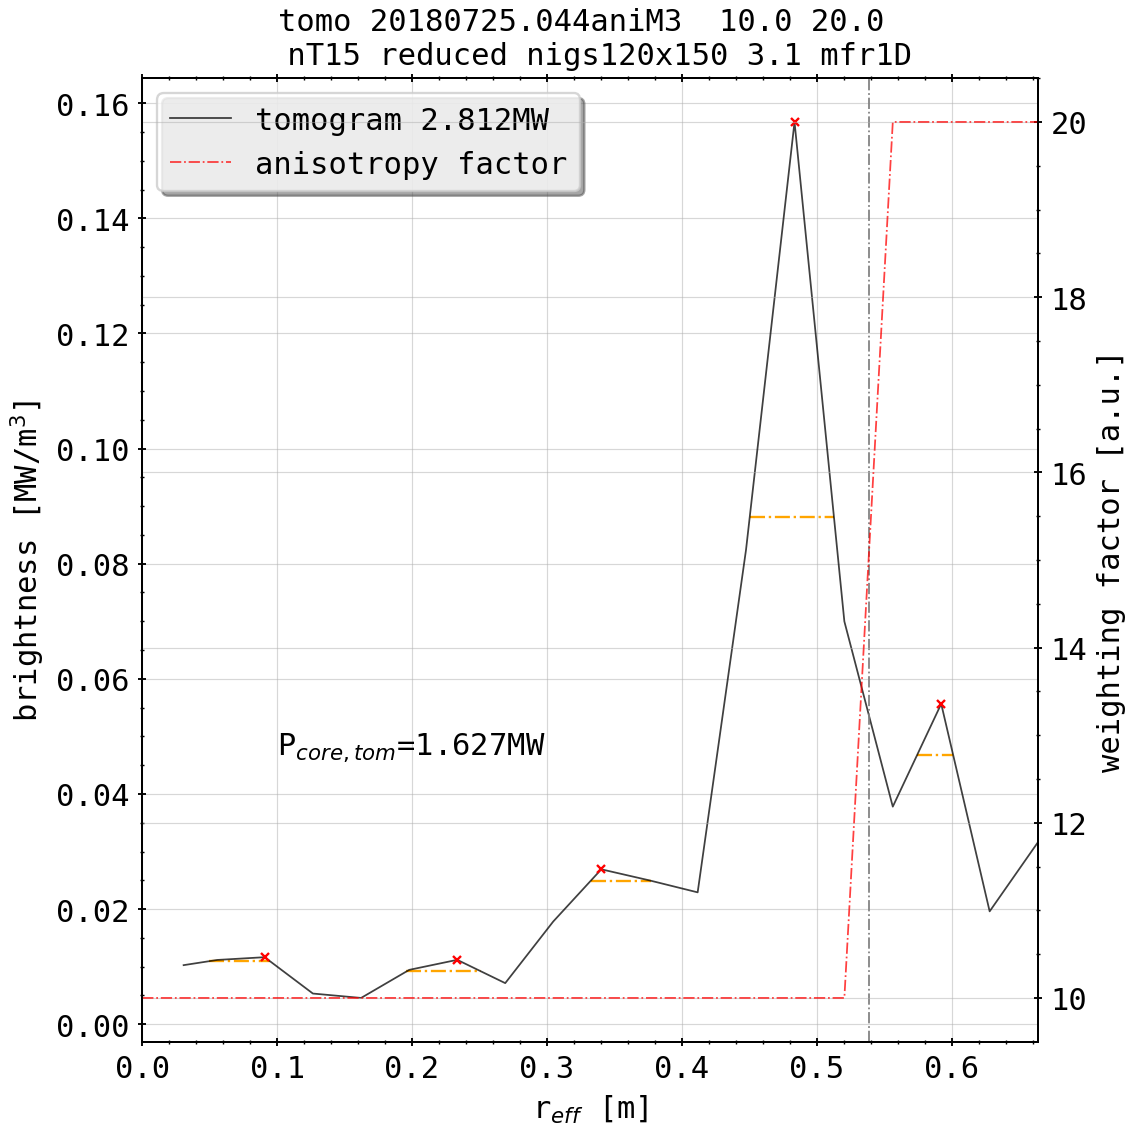 tomo 20180725.044aniM3  10.0 20.0
nT15 reduced nigs120x150 3.1 mfr1D
tomogram 2.812MW
anisotropy factor
0.16
0.14
0.12
0.10
0.08
0.06
0.04
0.02
0.00
brightness [MW/m³]
P_core,tom=1.627MW
20
18
16
14
12
10
weighting factor [a.u.]
0.0 0.1 0.2 0.3 0.4 0.5 0.6
r_eff [m]